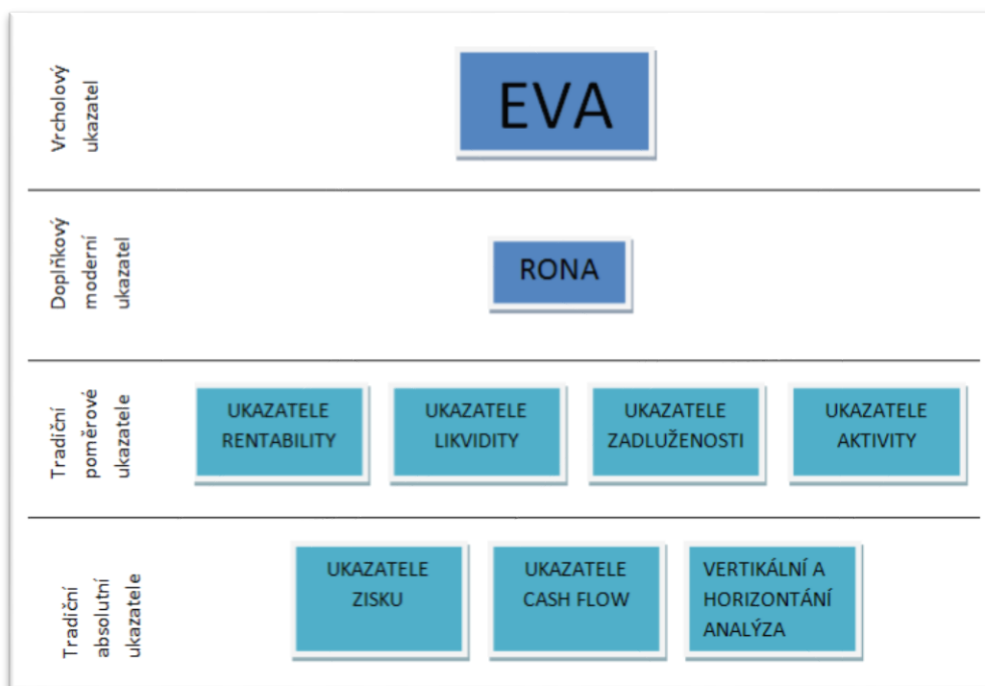 Vrcholový
ukazatel
EVA
Doplňkový
moderní
ukazatel
RONA
Tradiční
poměrové
ukazatele
UKAZATELE
RENTABILITY
UKAZATELE
LIKVIDITY
UKAZATELE
ZADLUŽENOSTI
UKAZATELE
AKTIVITY
Tradiční
absolutní
ukazatele
UKAZATELE
ZISKU
UKAZATELE
CASH FLOW
VERTIKÁLNÍ A
HORIZONTÁNÍ
ANALÝZA